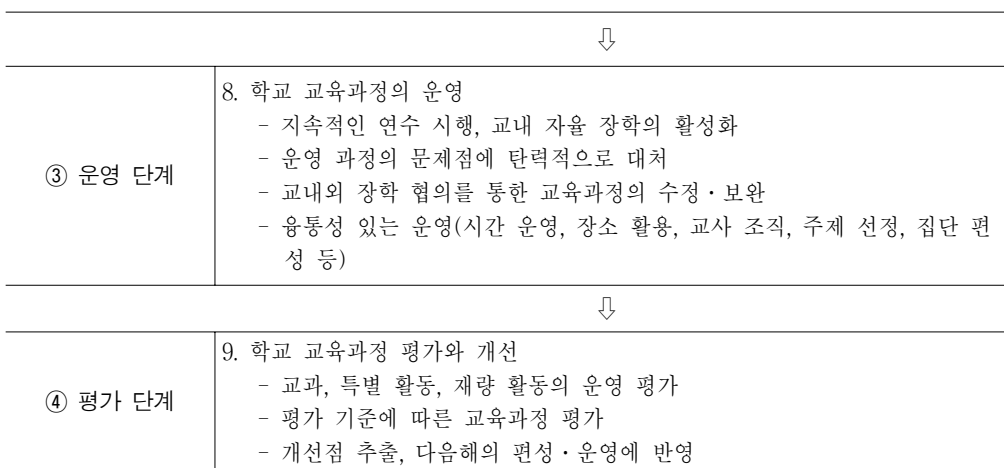 ⇩
③ 운영 단계
8. 학교 교육과정의 운영
- 지속적인 연수 시행, 교내 자율 장학의 활성화
- 운영 과정의 문제점에 탄력적으로 대처
- 교내외 장학 협의를 통한 교육과정의 수정・보완
- 융통성 있는 운영(시간 운영, 장소 활용, 교사 조직, 주제 선정, 집단 편
성 등)
⇩
④ 평가 단계
9. 학교 교육과정 평가와 개선
- 교과, 특별 활동, 재량 활동의 운영 평가
- 평가 기준에 따른 교육과정 평가
- 개선점 추출, 다음해의 편성・운영에 반영